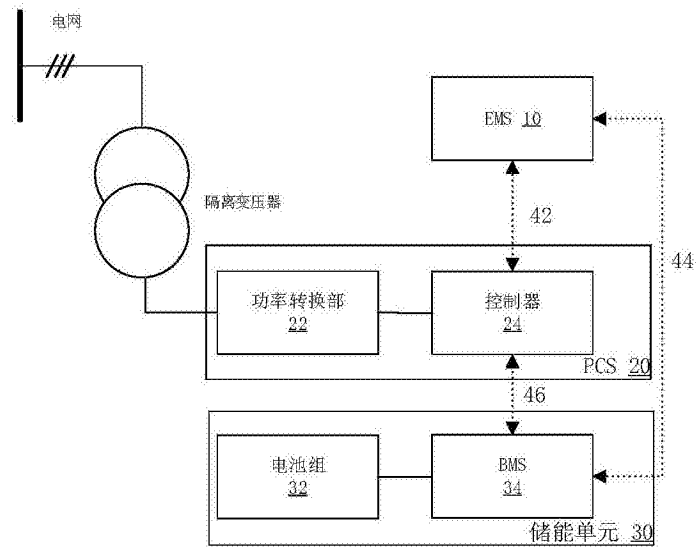 电网
EMS 10
隔离变压器
42
44
功率转换部
22
控制器
24
PCS 20
46
电池组
32
BMS
34
储能单元 30